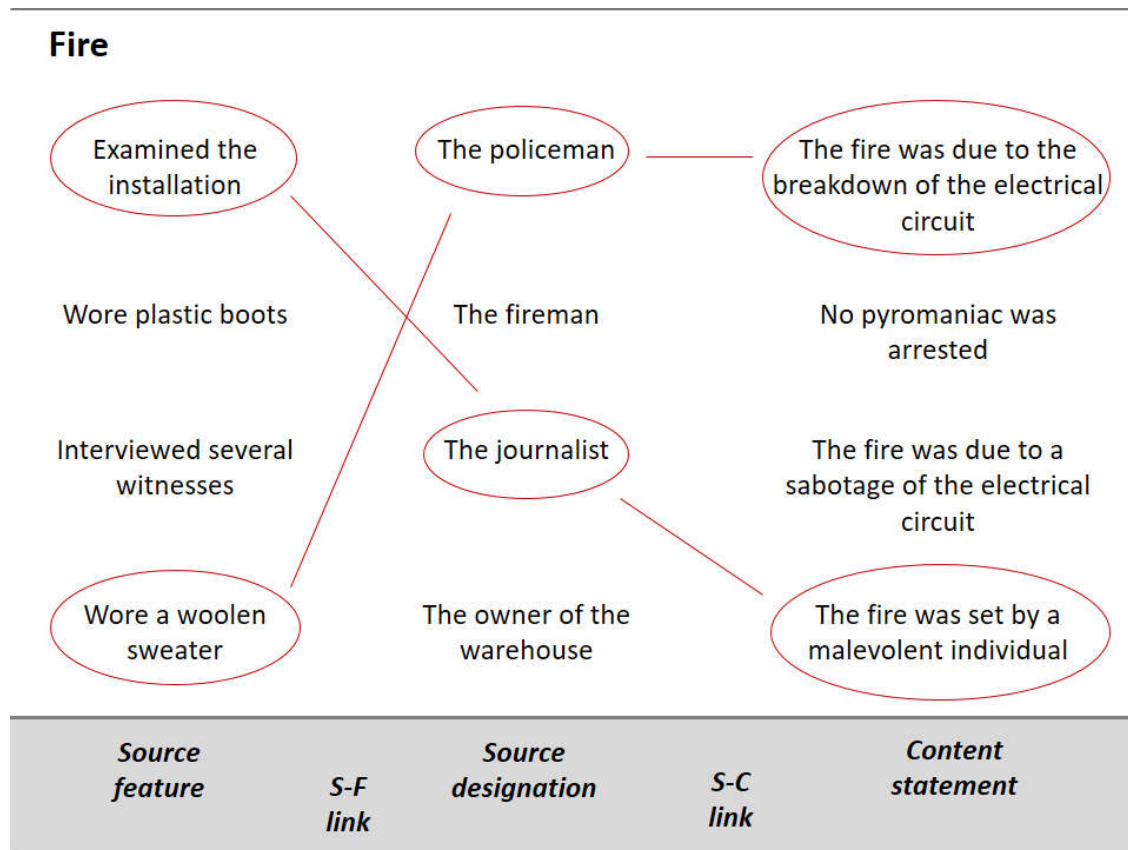 Fire
Examined the
installation
The policeman
The fire was due to the
breakdown of the electrical
circuit
Wore plastic boots
The fireman
No pyromaniac was
arrested
Interviewed several
witnesses
The journalist
The fire was due to a
sabotage of the electrical
circuit
Wore a woolen
sweater
The owner of the
warehouse
The fire was set by a
malevolent individual
Source
feature
S-F
link
Source
designation
S-C
link
Content
statement